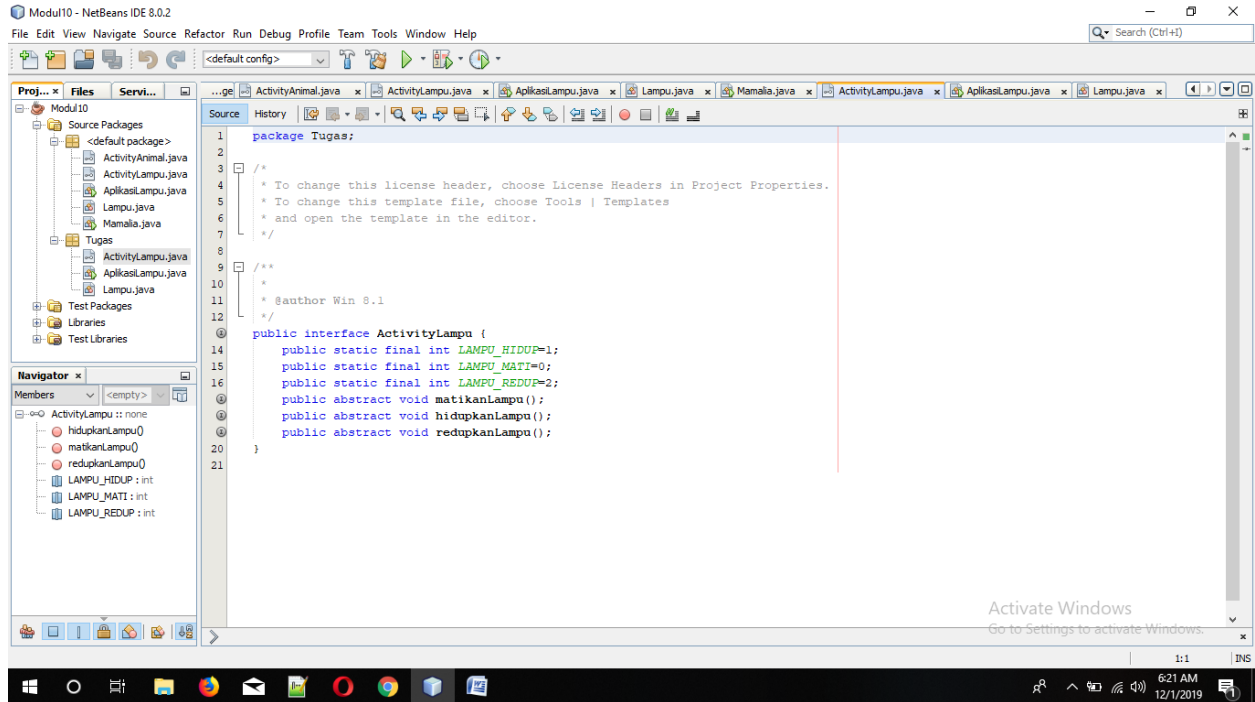 Modul10 - NetBeans IDE 8.0.2
File Edit View Navigate Source Refactor Run Debug Profile Team Tools Window Help
Search (Ctrl+I)
<default config>
Proj... x Files Servi...
...ge ActivityAnimal.java x ActivityLampu.java x AplikasiLampu.java x Lampu.java x Mamalia.java x ActivityLampu.java x AplikasiLampu.java x Lampu.java x
Source History
Modul10
Source Packages
<default package>
ActivityAnimal.java
ActivityLampu.java
AplikasiLampu.java
Lampu.java
Mamalia.java
Tugas
ActivityLampu.java
AplikasiLampu.java
Lampu.java
Test Packages
Libraries
Test Libraries
Navigator x
Members <empty>
ActivityLampu :: none
hidupkanLampu()
matikanLampu()
redupkanLampu()
LAMPU_HIDUP : int
LAMPU_MATI : int
LAMPU_REDUP : int
1 package Tugas;
2
3 /*
4 * To change this license header, choose License Headers in Project Properties.
5 * To change this template file, choose Tools | Templates
6 * and open the template in the editor.
7 */
8
9 /**
10 *
11 * @author Win 8.1
12 */
public interface ActivityLampu {
14 public static final int LAMPU_HIDUP=1;
15 public static final int LAMPU_MATI=0;
16 public static final int LAMPU_REDUP=2;
public abstract void matikanLampu();
public abstract void hidupkanLampu();
public abstract void redupkanLampu();
20 }
21
Activate Windows
Go to Settings to activate Windows.
1:1 INS
6:21 AM
12/1/2019
1